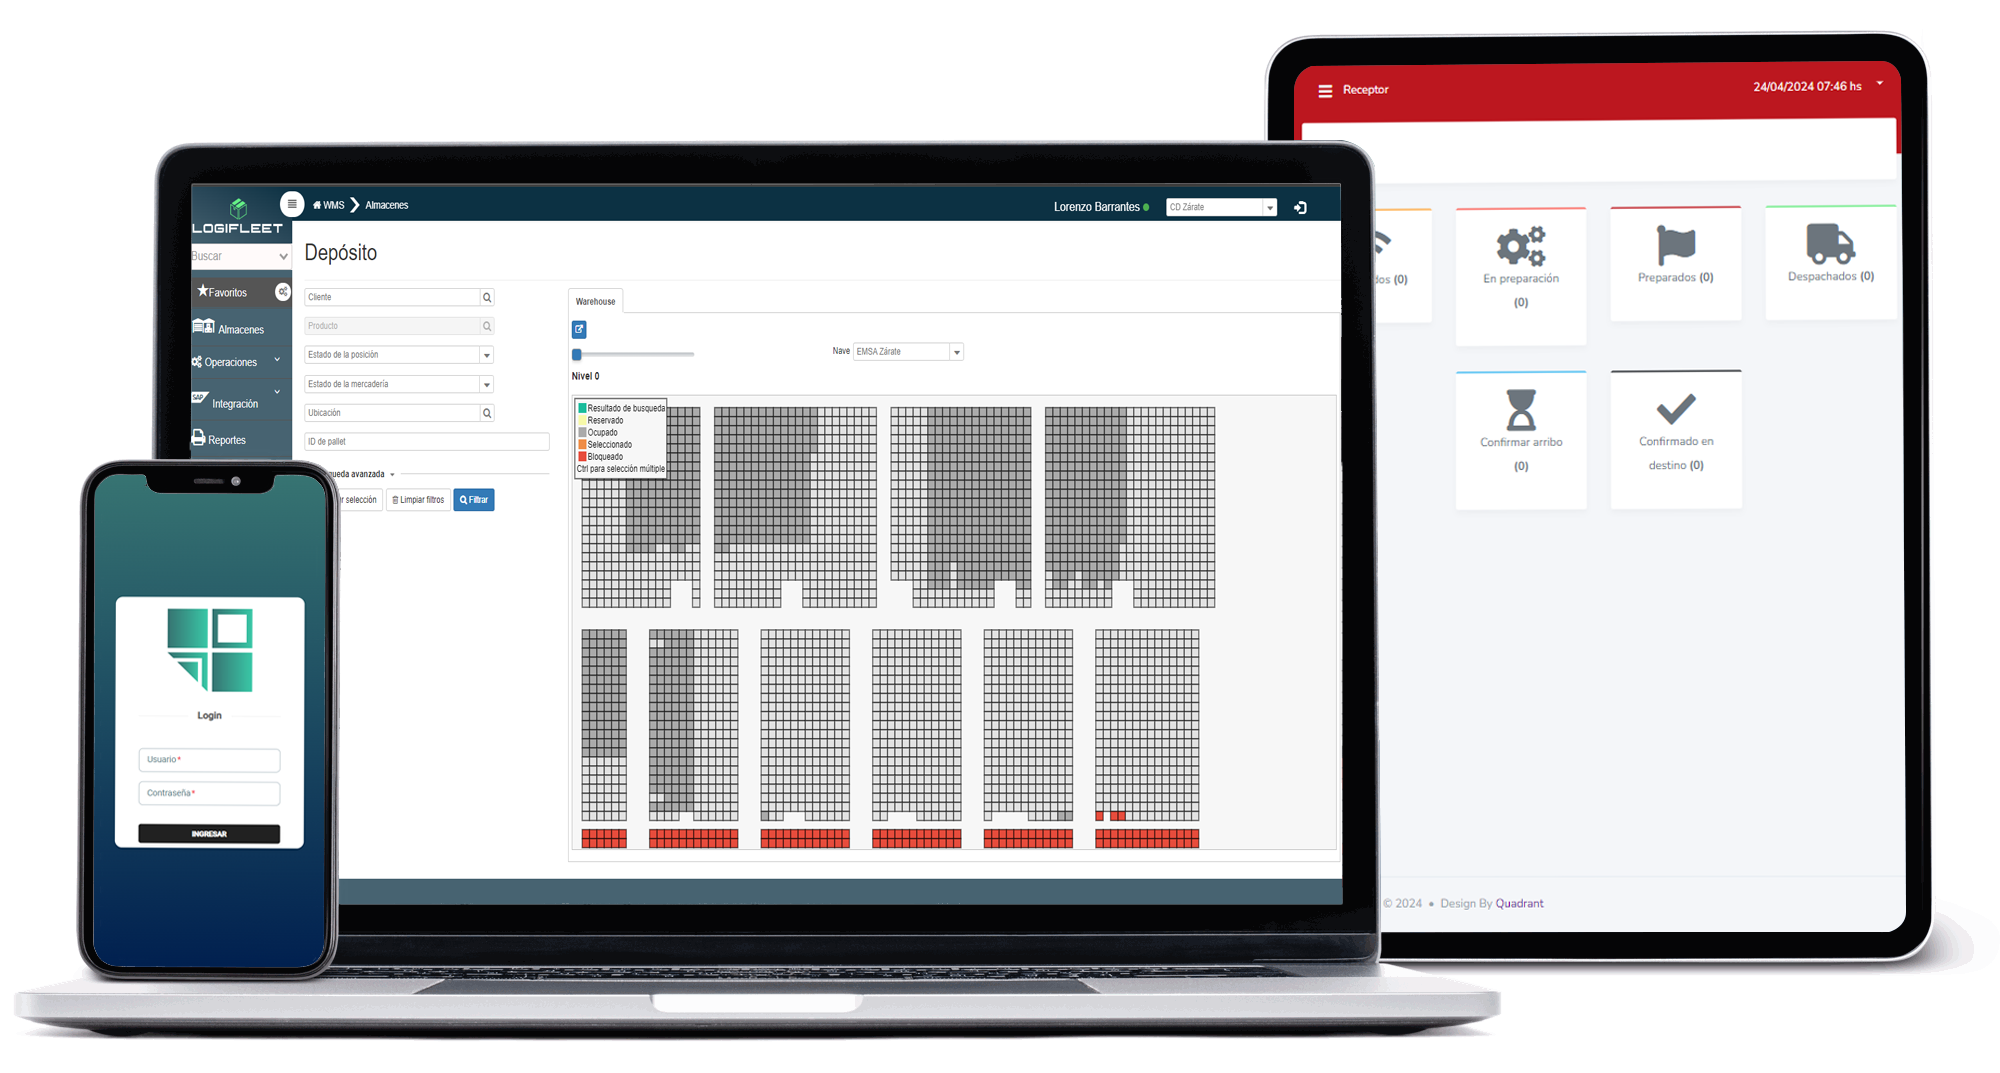 Receptor
24/04/2024 07:46 hs
(0)
En preparación
(0)
Preparados (0)
Despachados (0)
Confirmar arribo
(0)
Confirmado en
destino (0)
© 2024 • Design By Quadrant
LOGIFLEET
WMS
Almacenes
Lorenzo Barrantes
CD Zárate
Buscar
Favoritos
Almacenes
Operaciones
SAP
Integración
Reportes
Depósito
Cliente
Producto
Estado de la posición
Estado de la mercadería
Ubicación
ID de pallet
avanzada
selección
Limpiar filtros
Filtrar
Warehouse
Nave
EMSA Zárate
Nivel 0
Resultado de busqueda
Reservado
Ocupado
Seleccionado
Bloqueado
Ctrl para selección múltiple
Login
Usuario*
Contraseña*
INGRESAR